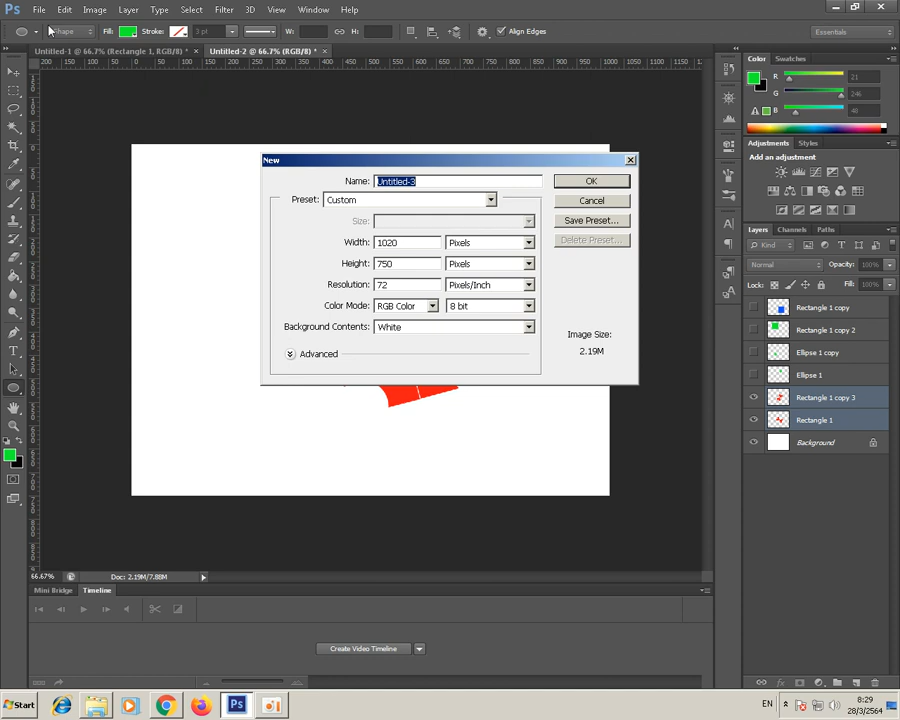 Ps File Edit Image Layer Type Select Filter 3D View Window Help
Shape Fill: Stroke: 3 pt W: H: Align Edges Essentials
Untitled-1 @ 66.7% (Rectangle 1, RGB/8) * × Untitled-2 @ 66.7% (RGB/8) * ×
Color Swatches
R 21
G 246
B 40
Adjustments Styles
Add an adjustment
Layers Channels Paths
Kind
Normal Opacity: 100%
Lock: Fill: 100%
Rectangle 1 copy
Rectangle 1 copy 2
Ellipse 1 copy
Ellipse 1
Rectangle 1 copy 3
Rectangle 1
Background
New
Name: Untitled-3 OK
Preset: Custom Cancel
Size: Save Preset...
Width: 1020 Pixels Delete Preset...
Height: 750 Pixels
Resolution: 72 Pixels/Inch
Color Mode: RGB Color 8 bit
Background Contents: White
Image Size:
2.19M
Advanced
66.67% Doc: 2.19M/7.88M
Mini Bridge Timeline
Create Video Timeline
Start Ps EN 8:29
28/3/2564